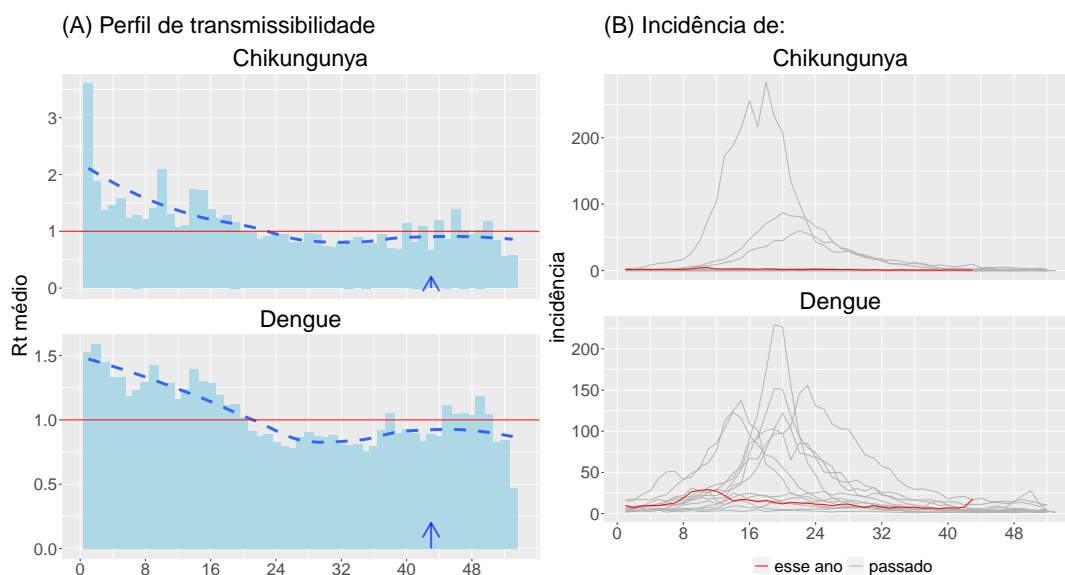 (A) Perfil de transmissibilidade
Chikungunya
3
2
1
0
Dengue
1.5
1.0
0.5
0.0
0 8 16 24 32 40 48
Rt médio
(B) Incidência de:
Chikungunya
200
100
0
Dengue
200
150
100
50
0
0 8 16 24 32 40 48
incidência
esse ano passado